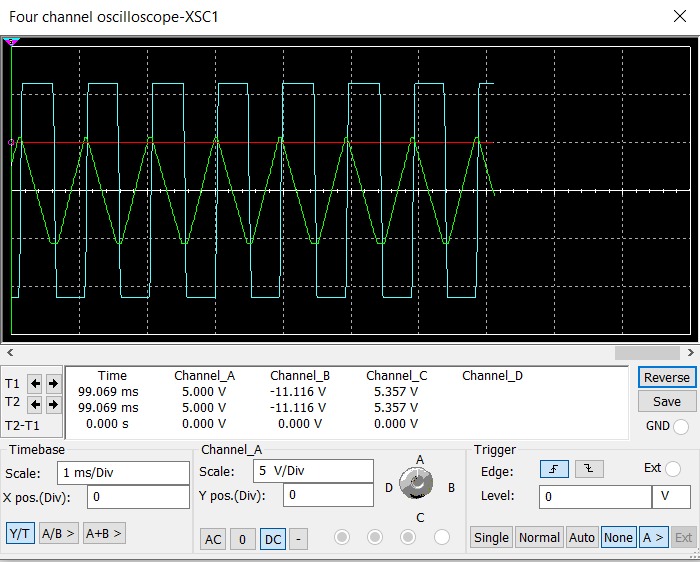 Four channel oscilloscope-XSC1
Time Channel_A Channel_B Channel_C Channel_D
T1 99.069 ms 5.000 V -11.116 V 5.357 V
T2 99.069 ms 5.000 V -11.116 V 5.357 V
T2-T1 0.000 s 0.000 V 0.000 V 0.000 V
Reverse
Save
GND
Timebase
Scale: 1 ms/Div
X pos.(Div): 0
Y/T A/B > A+B >
Channel_A
Scale: 5 V/Div
Y pos.(Div): 0
AC 0 DC -
A
D B
C
Trigger
Edge: Ext
Level: 0 V
Single Normal Auto None A > Ext